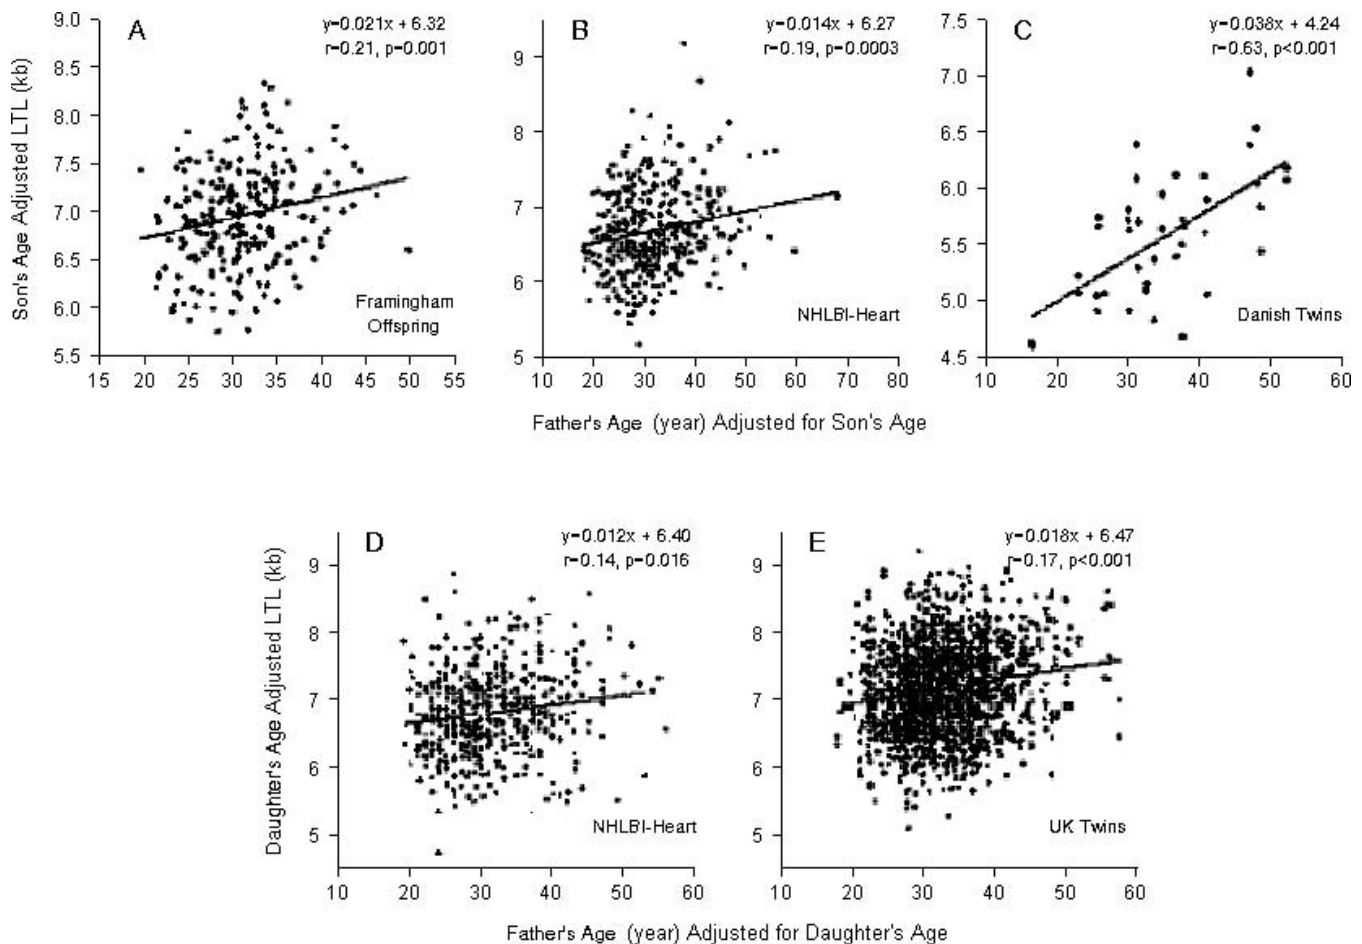 A
y=0.021x + 6.32
r=0.21, p=0.001
B
y=0.014x + 6.27
r=0.19, p=0.0003
C
y=0.038x + 4.24
r=0.63, p<0.001
Son's Age Adjusted LTL (kb)
9.0
8.5
8.0
7.5
7.0
6.5
6.0
5.5
Framingham
Offspring
15 20 25 30 35 40 45 50 55
9
8
7
6
5
NHLBI-Heart
10 20 30 40 50 60 70 80
7.5
7.0
6.5
6.0
5.5
5.0
4.5
Danish Twins
10 20 30 40 50 60
Father's Age (year) Adjusted for Son's Age
D
y=0.012x + 6.40
r=0.14, p=0.016
E
y=0.018x + 6.47
r=0.17, p<0.001
Daughter's Age Adjusted LTL (kb)
9
8
7
6
5
NHLBI-Heart
10 20 30 40 50 60
9
8
7
6
5
UK Twins
10 20 30 40 50 60
Father's Age (year) Adjusted for Daughter's Age